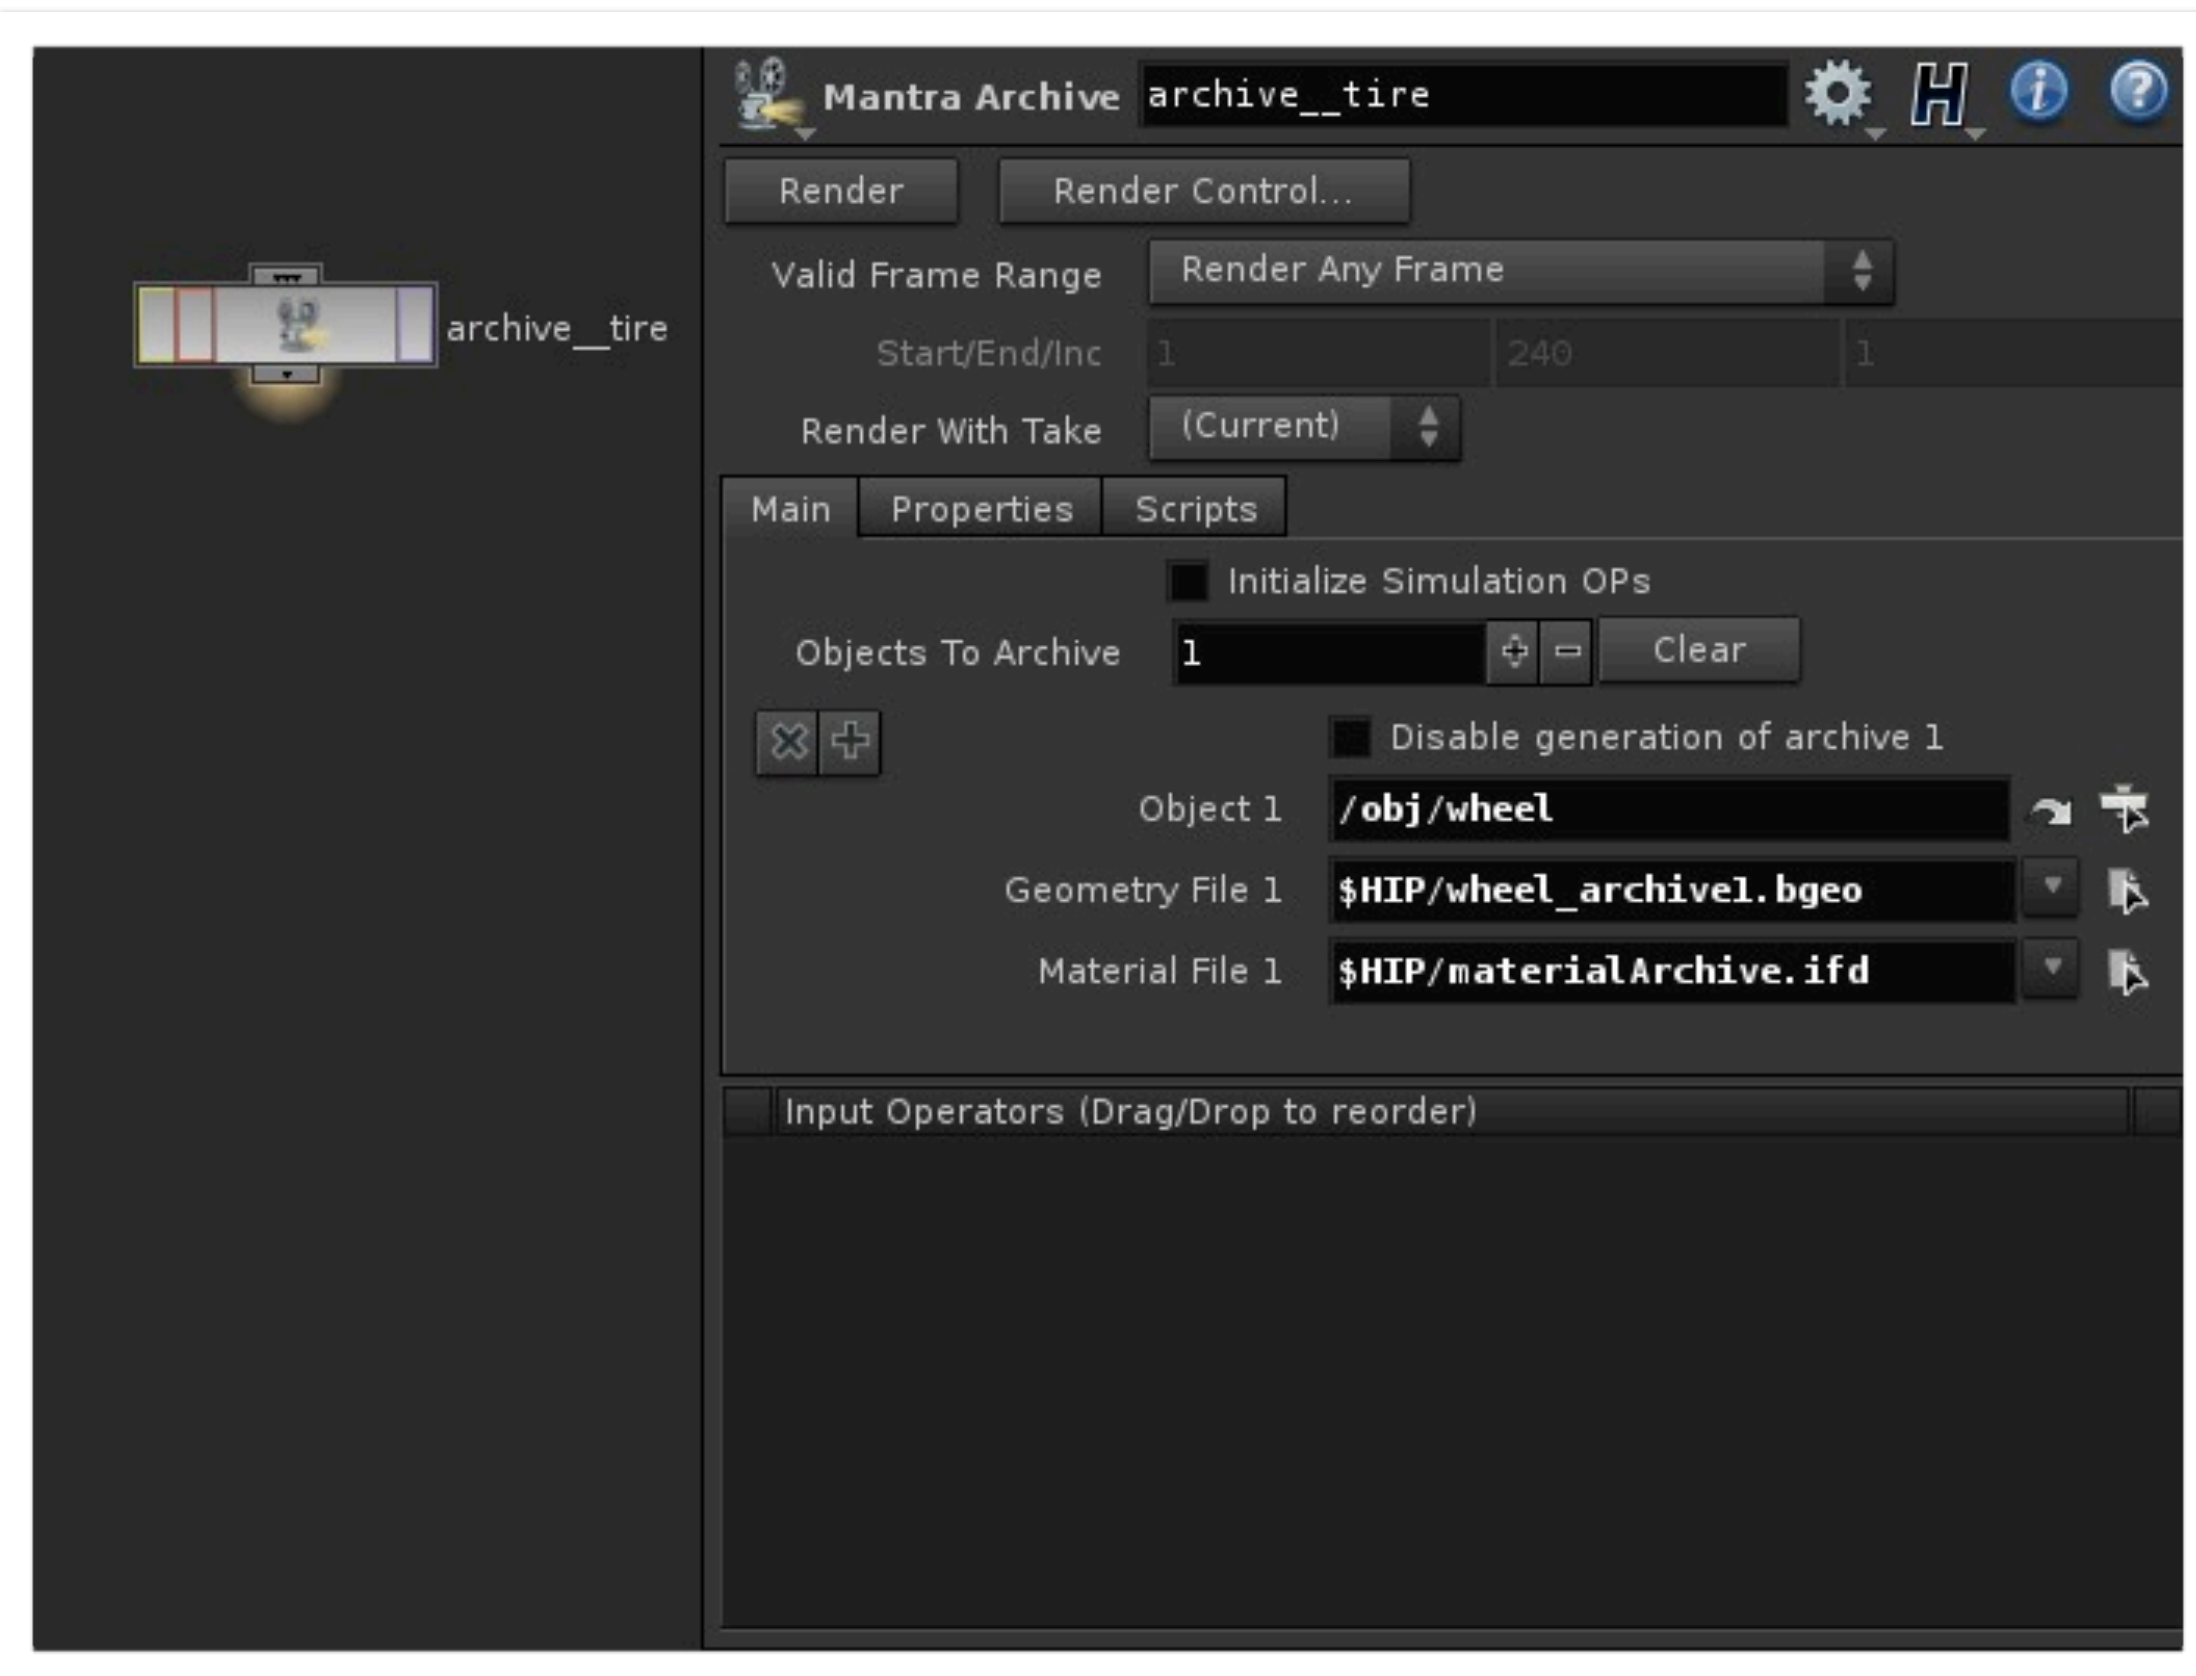 Mantra Archive archive__tire
Render Render Control...
Valid Frame Range Render Any Frame
archive__tire
Start/End/Inc 1 240 1
Render With Take (Current)
Main Properties Scripts
Initialize Simulation OPs
Objects To Archive 1 Clear
Disable generation of archive 1
Object 1 /obj/wheel
Geometry File 1 $HIP/wheel_archive1.bgeo
Material File 1 $HIP/materialArchive.ifd
Input Operators (Drag/Drop to reorder)